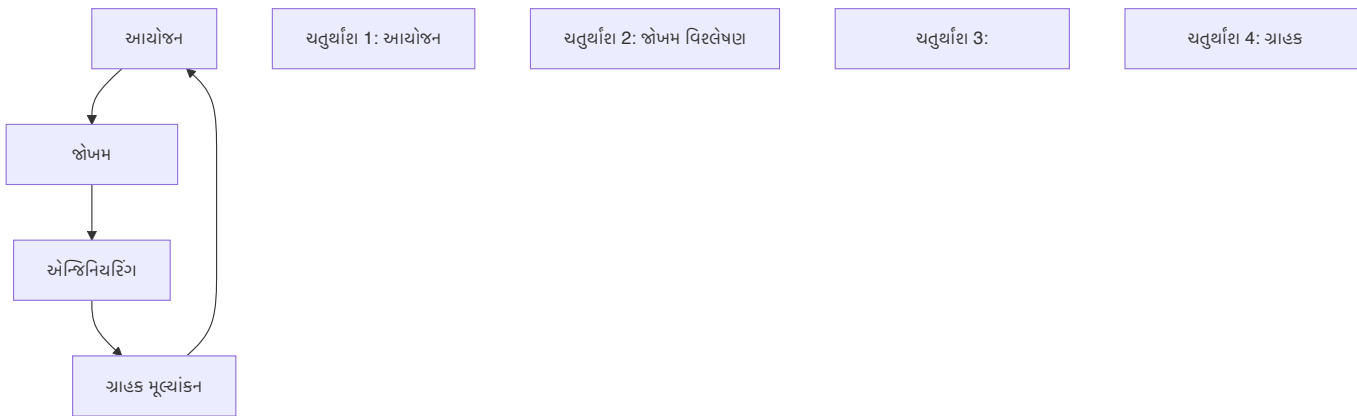 આયોજન
ચતુર્થાંશ 1: આયોજન
ચતુર્થાંશ 2: જોખમ વિશ્લેષણ
ચતુર્થાંશ 3:
ચતુર્થાંશ 4: ગ્રાહક
જોખમ
એન્જિનિયરિંગ
ગ્રાહક મૂલ્યાંકન